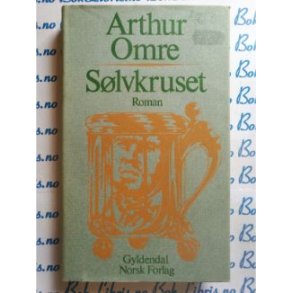 Arthur
Omre
Sølvkruset
Roman
Gyldendal
Norsk Forlag